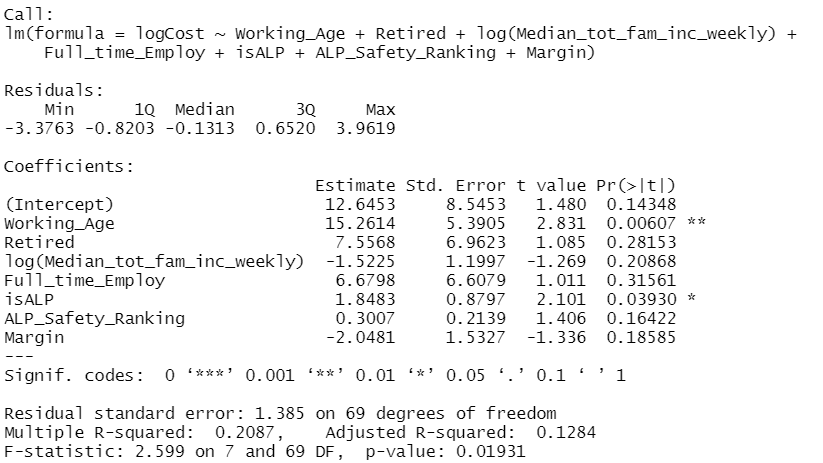 Call:
lm(formula = logCost ~ Working_Age + Retired + log(Median_tot_fam_inc_weekly) +
    Full_time_Employ + isALP + ALP_Safety_Ranking + Margin)
Residuals:
    Min      1Q  Median      3Q     Max
-3.3763 -0.8203 -0.1313  0.6520  3.9619
Coefficients:
                               Estimate Std. Error t value Pr(>|t|)
(Intercept)                     12.6453     8.5453   1.480  0.14348
Working_Age                     15.2614     5.3905   2.831  0.00607 **
Retired                          7.5568     6.9623   1.085  0.28153
log(Median_tot_fam_inc_weekly)  -1.5225     1.1997  -1.269  0.20868
Full_time_Employ                 6.6798     6.6079   1.011  0.31561
isALP                            1.8483     0.8797   2.101  0.03930 *
ALP_Safety_Ranking               0.3007     0.2139   1.406  0.16422
Margin                          -2.0481     1.5327  -1.336  0.18585
---
Signif. codes:  0 ‘***’ 0.001 ‘**’ 0.01 ‘*’ 0.05 ‘.’ 0.1 ‘ ’ 1
Residual standard error: 1.385 on 69 degrees of freedom
Multiple R-squared:  0.2087,    Adjusted R-squared:  0.1284
F-statistic: 2.599 on 7 and 69 DF,  p-value: 0.01931